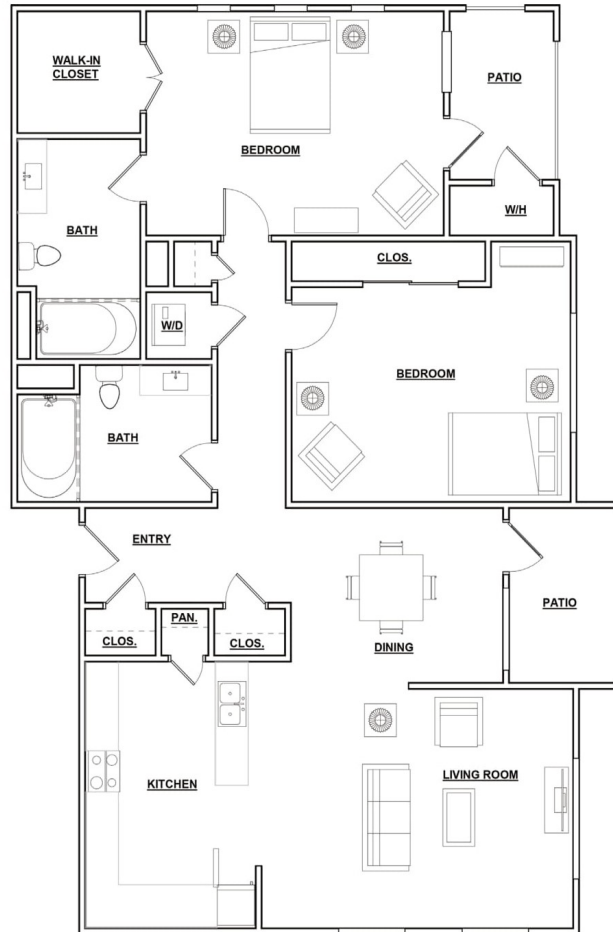 WALK-IN
CLOSET
PATIO
BEDROOM
W/H
BATH
CLOS.
W/D
BEDROOM
BATH
ENTRY
PATIO
CLOS.
PAN.
CLOS.
DINING
KITCHEN
LIVING ROOM